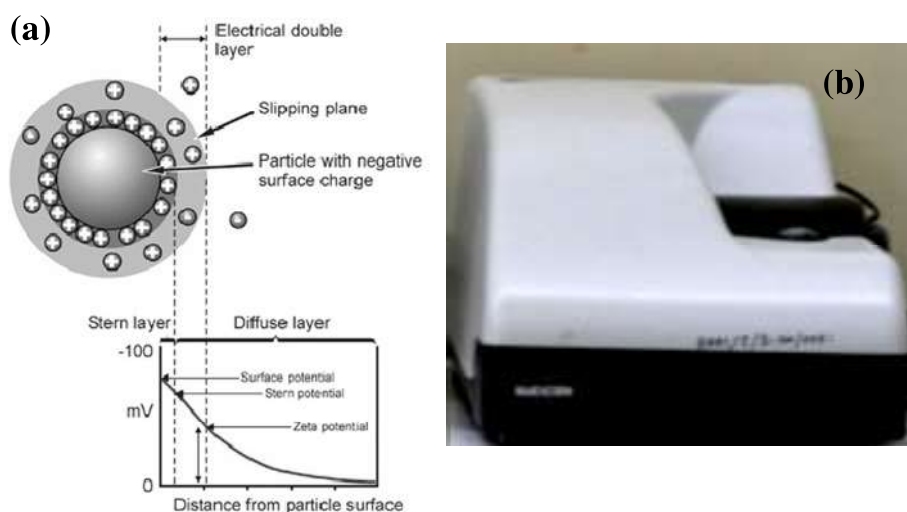 (a)
Electrical double
layer
Slipping plane
Particle with negative
surface charge
Stern layer
Diffuse layer
-100
Surface potential
Stern potential
mV
Zeta potential
0
Distance from particle surface
(b)